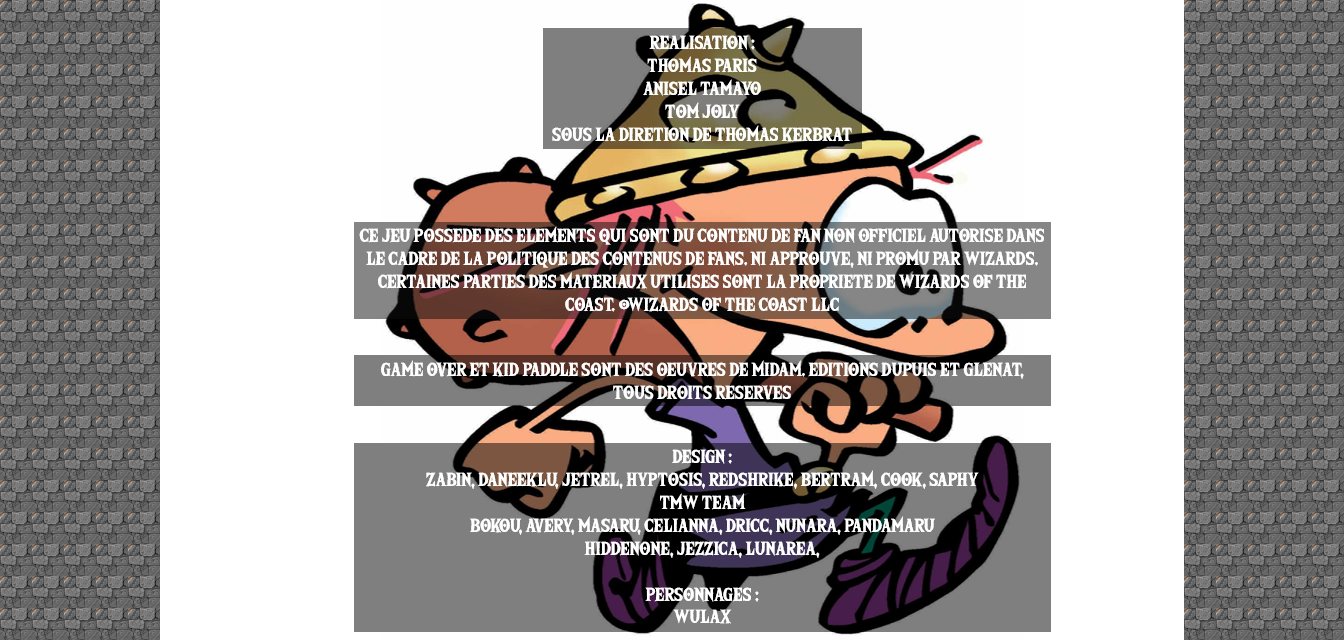 REALISATION :
THOMAS PARIS
ANISEL TAMAYO
TOM JOLY
SOUS LA DIRETION DE THOMAS KERBRAT
CE JEU POSSEDE DES ELEMENTS QUI SONT DU CONTENU DE FAN NON OFFICIEL AUTORISE DANS
LE CADRE DE LA POLITIQUE DES CONTENUS DE FANS. NI APPROUVE, NI PROMU PAR WIZARDS.
CERTAINES PARTIES DES MATERIAUX UTILISES SONT LA PROPRIETE DE WIZARDS OF THE
COAST. ©WIZARDS OF THE COAST LLC
GAME OVER ET KID PADDLE SONT DES OEUVRES DE MIDAM. EDITIONS DUPUIS ET GLENAT,
TOUS DROITS RESERVES
DESIGN :
ZABIN, DANEEKLU, JETREL, HYPTOSIS, REDSHRIKE, BERTRAM, COOK, SAPHY
TMW TEAM
BOKOU, AVERY, MASARU, CELIANNA, DRICC, NUNARA, PANDAMARU
HIDDENONE, JEZZICA, LUNAREA,
PERSONNAGES :
WULAX